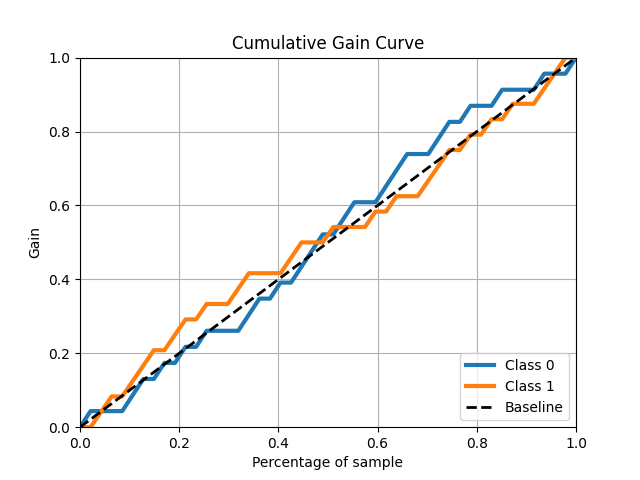 Cumulative Gain Curve
1.0
0.8
0.6
0.4
0.2
0.0
Gain
0.0 0.2 0.4 0.6 0.8 1.0
Percentage of sample
Class 0
Class 1
Baseline